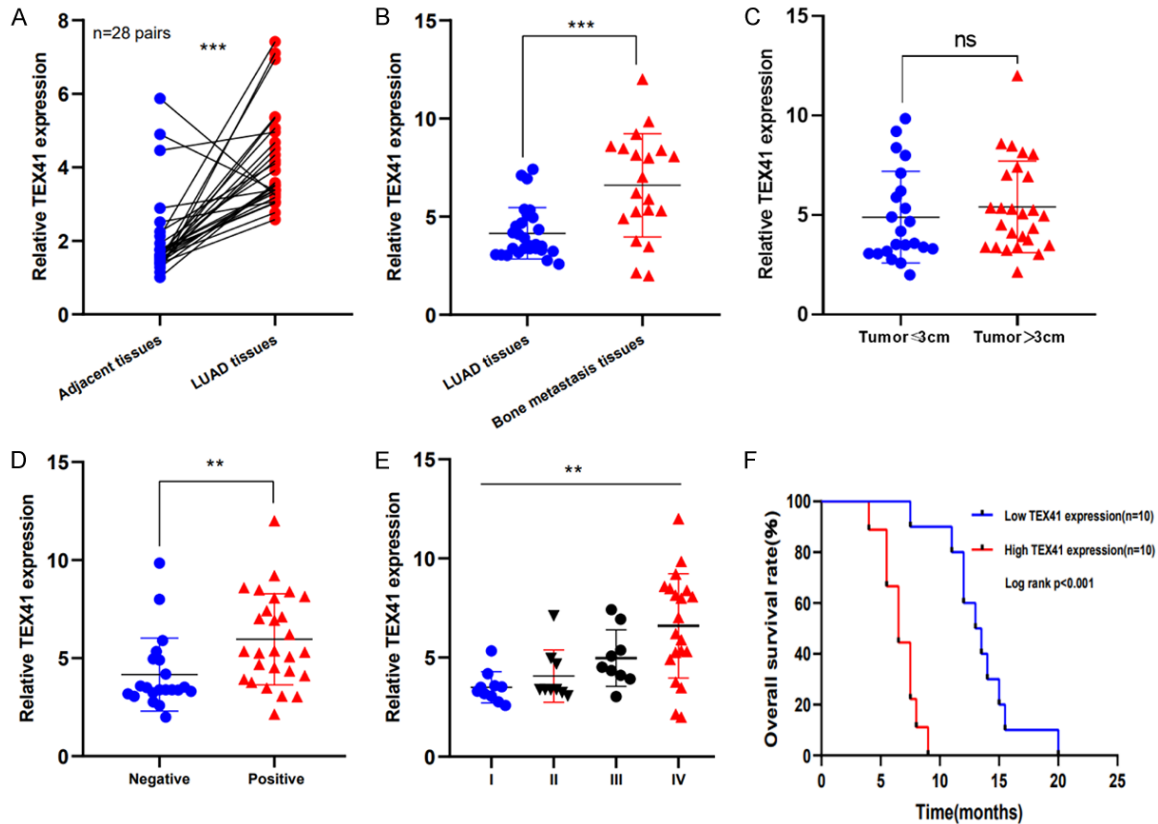 A
n=28 pairs
***
Relative TEX41 expression
8
6
4
2
0
Adjacent tissues
LUAD tissues
B
***
Relative TEX41 expression
15
10
5
0
LUAD tissues
Bone metastasis tissues
C
ns
Relative TEX41 expression
15
10
5
0
Tumor≤3cm
Tumor>3cm
D
**
Relative TEX41 expression
15
10
5
0
Negative
Positive
E
**
Relative TEX41 expression
15
10
5
0
I
II
III
IV
F
Overall survival rate(%)
100
80
60
40
20
0
Low TEX41 expression(n=10)
High TEX41 expression(n=10)
Log rank p<0.001
0
5
10
15
20
25
Time(months)